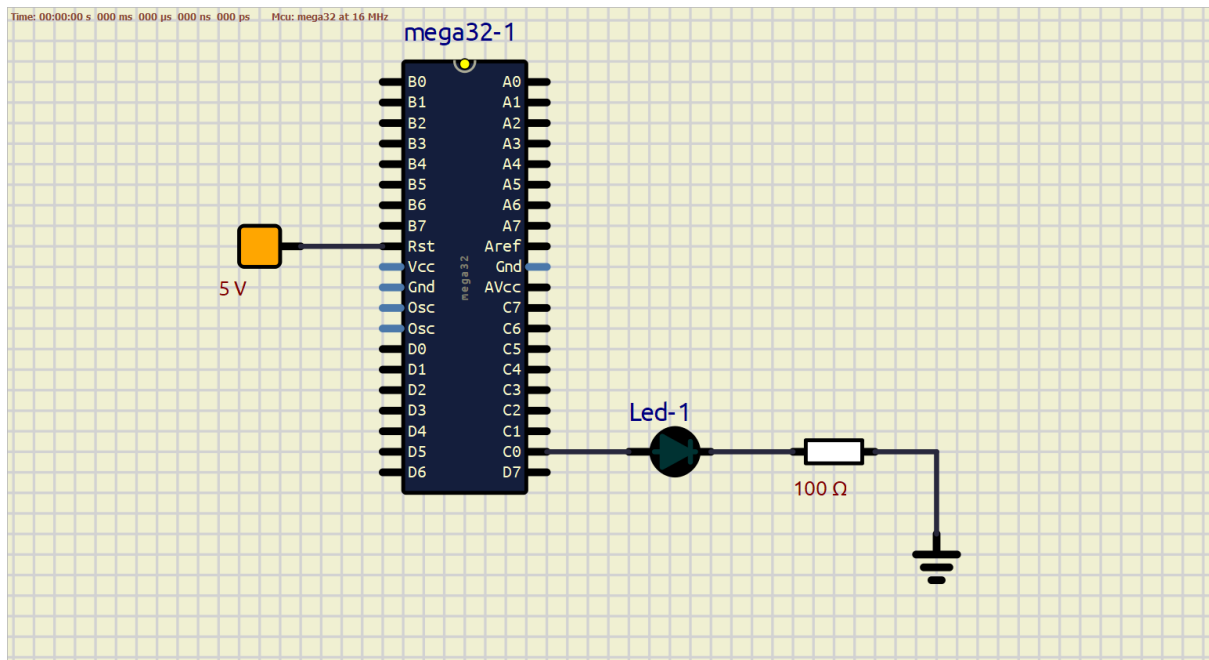 Time: 00:00:00 s 000 ms 000 µs 000 ns 000 ps Mcu: mega32 at 16 MHz
mega32-1
B0 A0
B1 A1
B2 A2
B3 A3
B4 A4
B5 A5
B6 A6
B7 A7
Rst Aref
Vcc Gnd
mega32
5 V
Gnd AVcc
Osc C7
Osc C6
D0 C5
D1 C4
D2 C3
D3 C2
Led-1
D4 C1
D5 C0
D6 D7
100 Ω